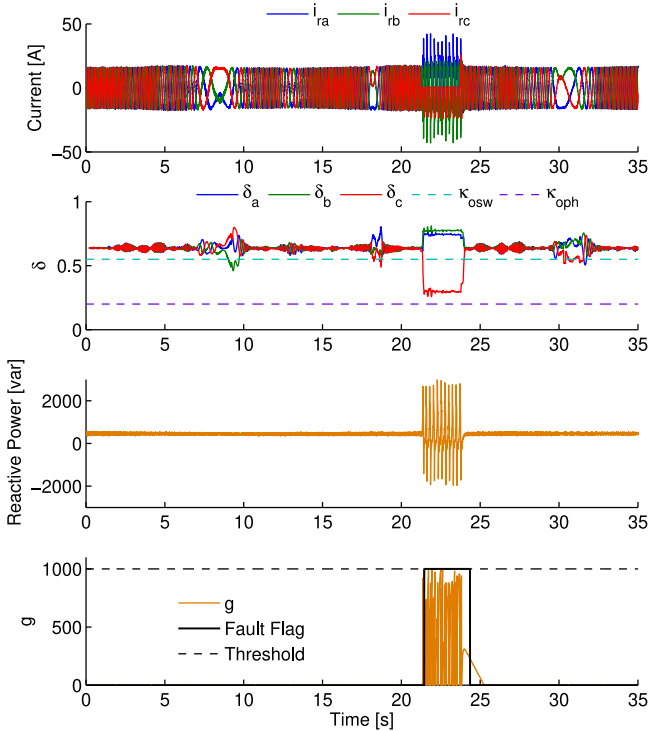 i_ra i_rb i_rc
50
0
−50
Current [A]
0 5 10 15 20 25 30 35
δ_a δ_b δ_c κ_osw κ_oph
1
0.5
0
δ
0 5 10 15 20 25 30 35
2000
0
−2000
Reactive Power [var]
0 5 10 15 20 25 30 35
1000
500
0
g
g
Fault Flag
Threshold
0 5 10 15 20 25 30 35
Time [s]